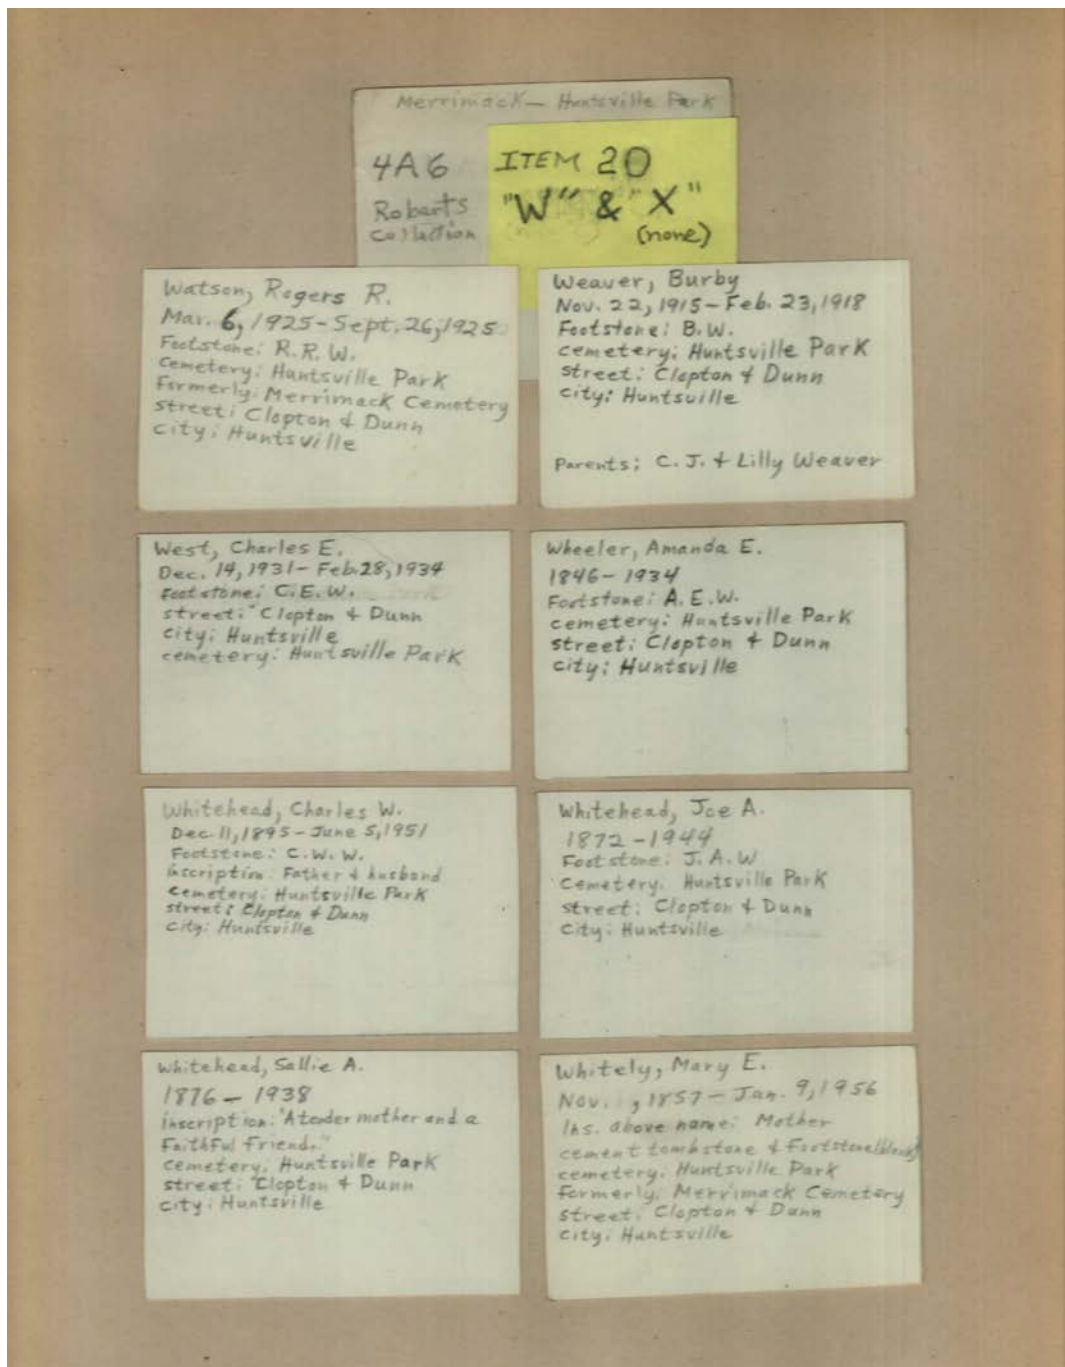 Merrimack — Huntsville Park
4A6
Roberts
Collection
ITEM 20
"W" & "X"
(none)
Watson, Rogers R.
Mar. 6, 1925 - Sept. 26, 1925
Footstone: R. R. W.
cemetery: Huntsville Park
formerly: Merrimack Cemetery
street: Clopton & Dunn
city: Huntsville
Weaver, Burby
Nov. 22, 1915 - Feb. 23, 1918
Footstone: B. W.
cemetery: Huntsville Park
street: Clopton & Dunn
city: Huntsville
Parents: C. J. & Lilly Weaver
West, Charles E.
Dec. 14, 1931 - Feb. 28, 1934
Footstone: C. E. W.
street: Clopton & Dunn
city: Huntsville
cemetery: Huntsville Park
Wheeler, Amanda E.
1846 - 1934
Footstone: A. E. W.
cemetery: Huntsville Park
street: Clopton & Dunn
city: Huntsville
Whitehead, Charles W.
Dec. 11, 1895 - June 5, 1951
Footstone: C. W. W.
inscription: Father & husband
cemetery: Huntsville Park
street: Clopton & Dunn
city: Huntsville
Whitehead, Joe A.
1872 - 1944
Footstone: J. A. W
cemetery: Huntsville Park
street: Clopton & Dunn
city: Huntsville
Whitehead, Sallie A.
1876 - 1938
inscription: "A tender mother and a
Faithful Friend."
cemetery: Huntsville Park
street: Clopton & Dunn
city: Huntsville
Whitely, Mary E.
Nov. , 1857 - Jan. 9, 1956
Ins. above name: Mother
cement tombstone & Footstone
cemetery: Huntsville Park
formerly: Merrimack Cemetery
street: Clopton & Dunn
city: Huntsville